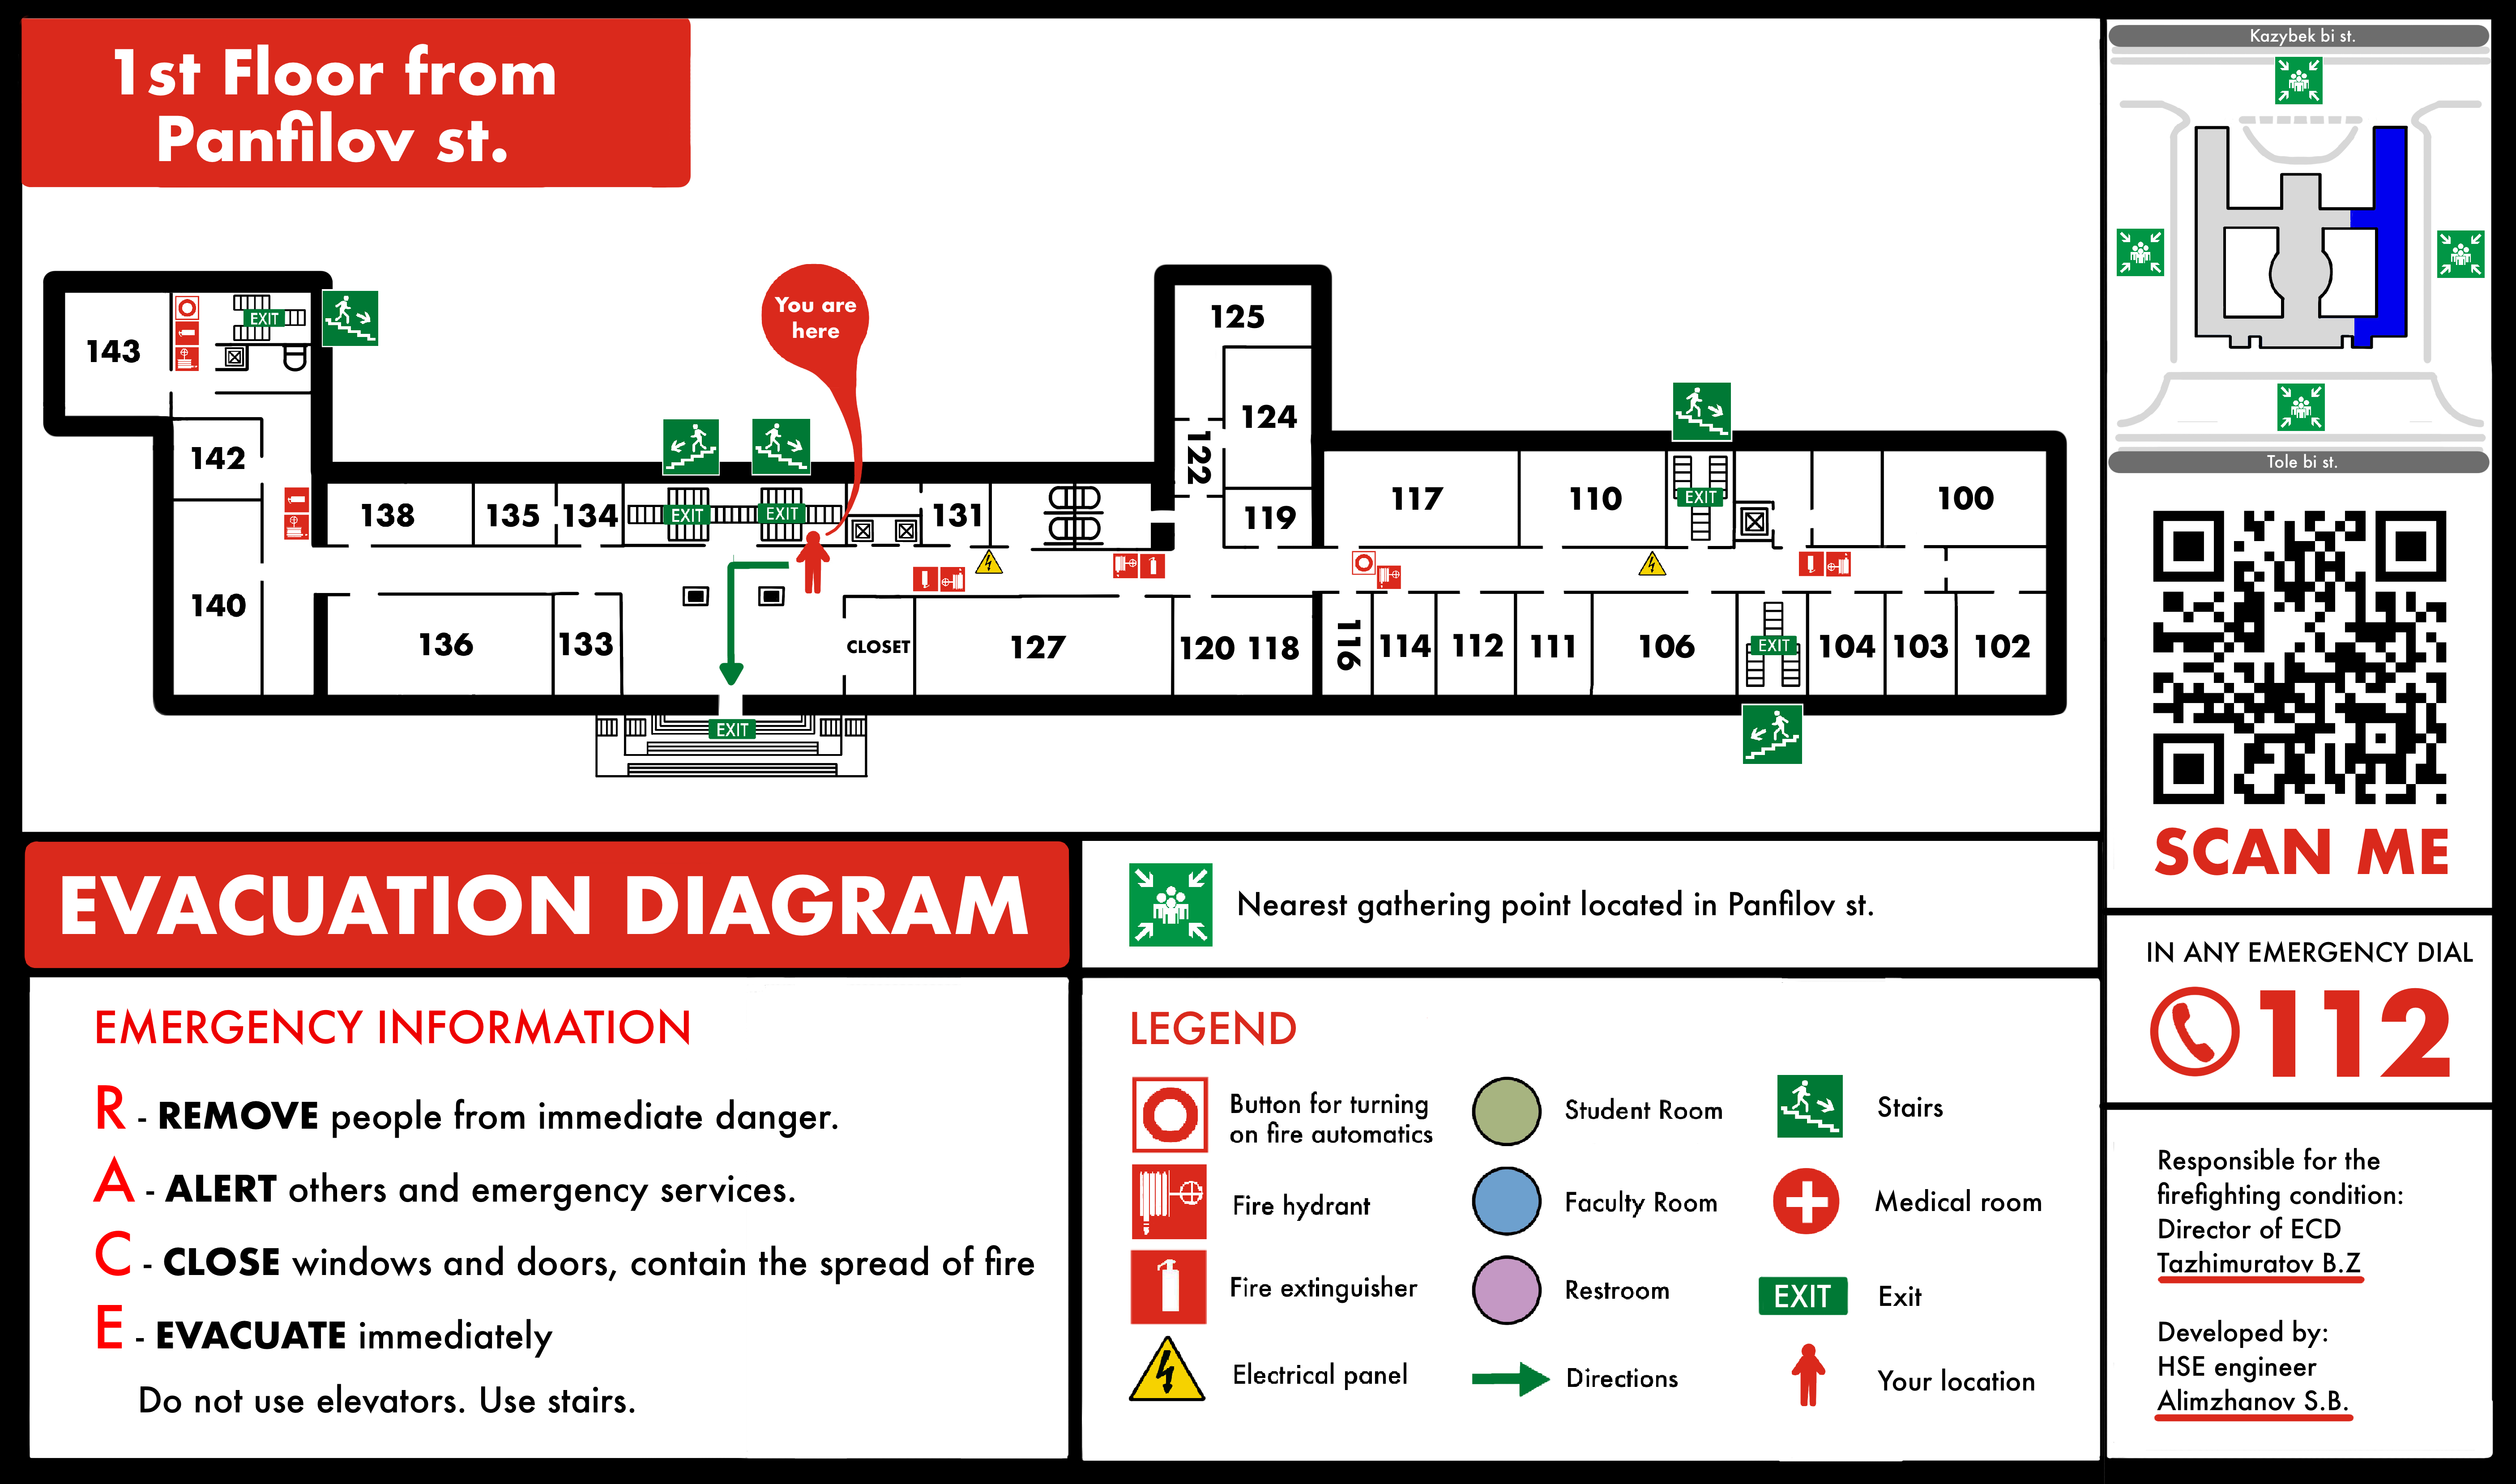 1st Floor from
Panfilov st.
You are
here
143
EXIT
142
140
138
135
134
EXIT
EXIT
131
136
133
CLOSET
127
EXIT
125
124
122
119
120
118
117
110
EXIT
100
116
114
112
111
106
EXIT
104
103
102
Kazybek bi st.
Tole bi st.
SCAN ME
EVACUATION DIAGRAM
Nearest gathering point located in Panfilov st.
EMERGENCY INFORMATION
R - REMOVE people from immediate danger.
A - ALERT others and emergency services.
C - CLOSE windows and doors, contain the spread of fire
E - EVACUATE immediately
Do not use elevators. Use stairs.
LEGEND
Button for turning
on fire automatics
Fire hydrant
Fire extinguisher
Electrical panel
Student Room
Faculty Room
Restroom
Directions
Stairs
Medical room
EXIT
Exit
Your location
IN ANY EMERGENCY DIAL
112
Responsible for the
firefighting condition:
Director of ECD
Tazhimuratov B.Z
Developed by:
HSE engineer
Alimzhanov S.B.